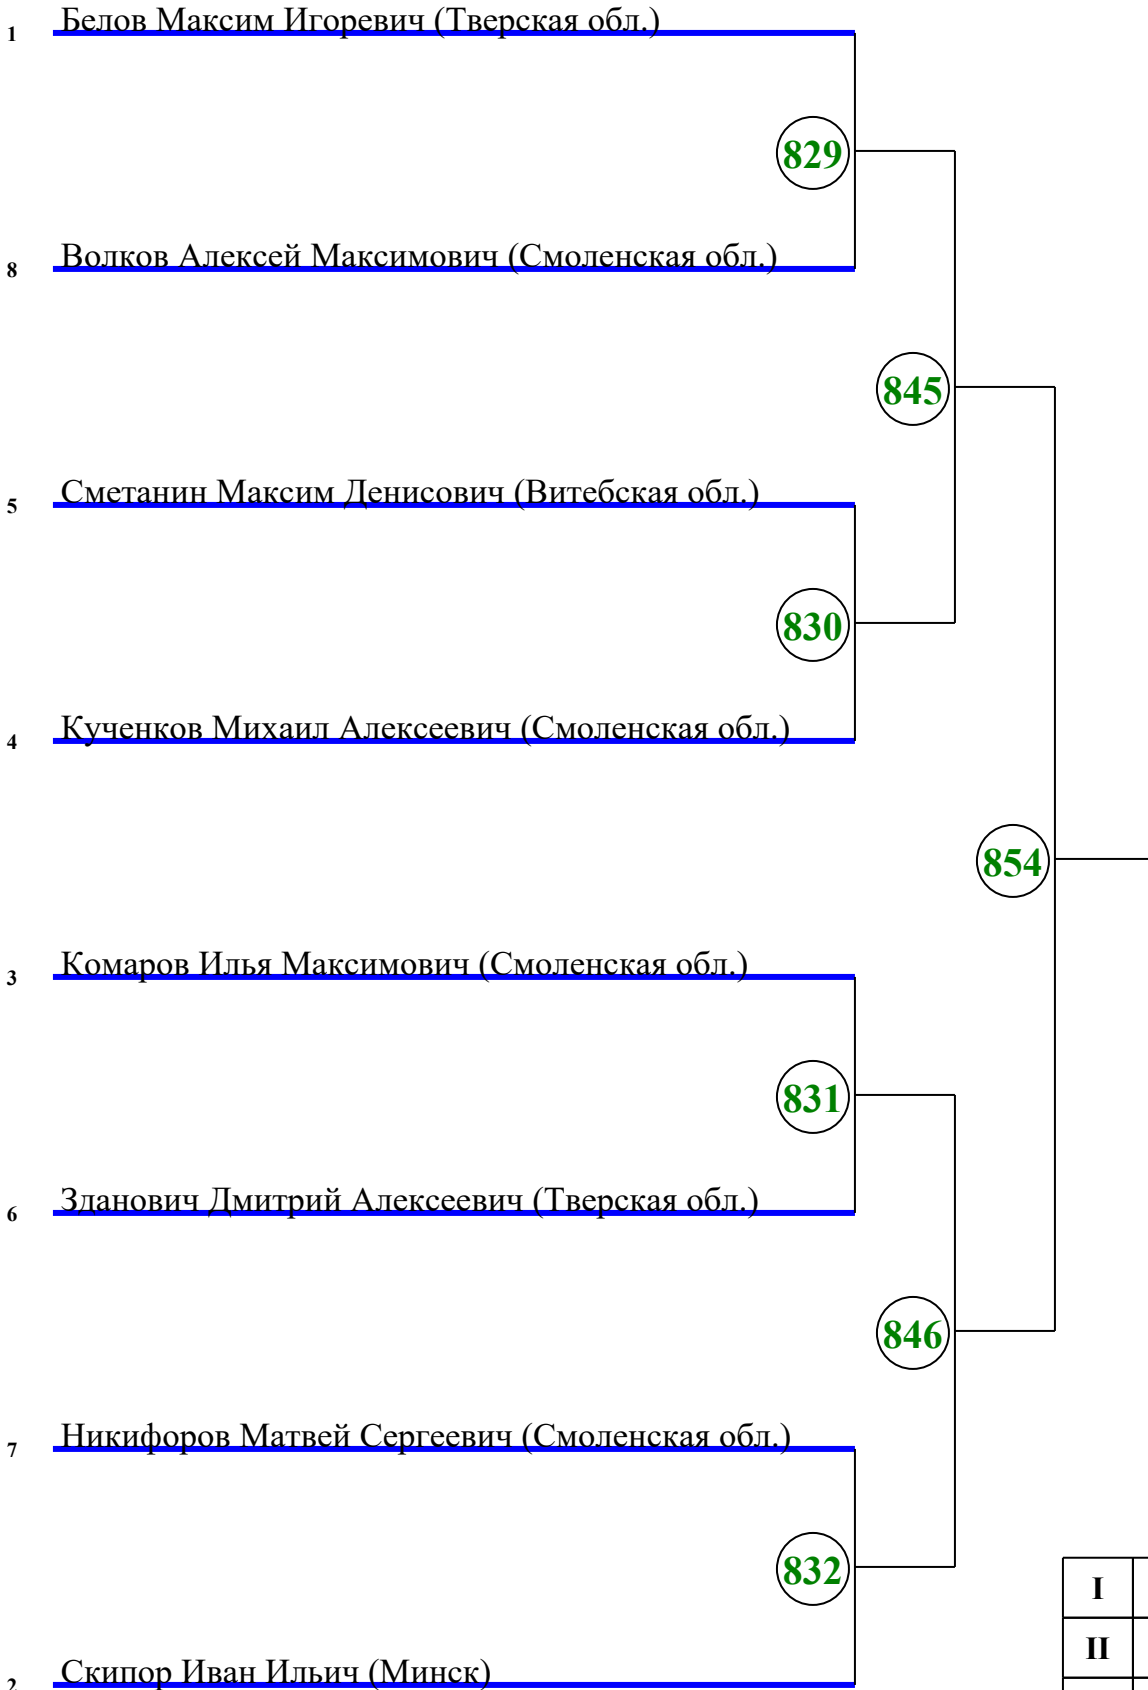 1 Белов Максим Игоревич (Тверская обл.)
829
8 Волков Алексей Максимович (Смоленская обл.)
845
5 Сметанин Максим Денисович (Витебская обл.)
830
4 Кученков Михаил Алексеевич (Смоленская обл.)
854
3 Комаров Илья Максимович (Смоленская обл.)
831
6 Зданович Дмитрий Алексеевич (Тверская обл.)
846
7 Никифоров Матвей Сергеевич (Смоленская обл.)
832
I
II
2 Скипор Иван Ильич (Минск)